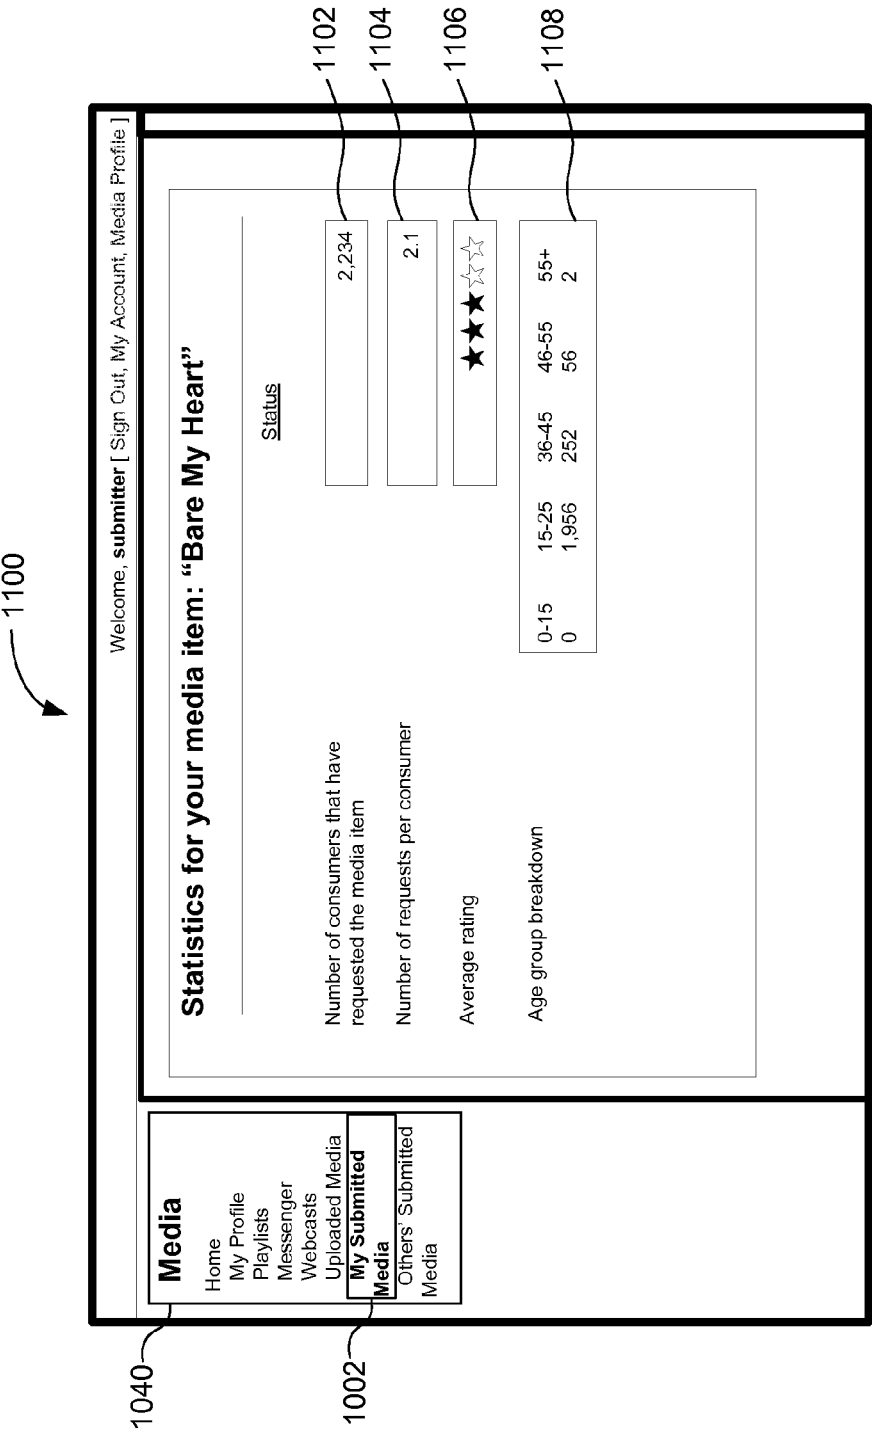 1100
Welcome, submitter [ Sign Out, My Account, Media Profile ]
1040
Media
Home
My Profile
Playlists
Messenger
Webcasts
Uploaded Media
My Submitted
Media
Others' Submitted
Media
1002
Statistics for your media item: “Bare My Heart”
Status
Number of consumers that have
requested the media item
2,234
1102
Number of requests per consumer
2.1
1104
Average rating
★★★☆☆
1106
Age group breakdown
0-15 15-25 36-45 46-55 55+
0 1,956 252 56 2
1108